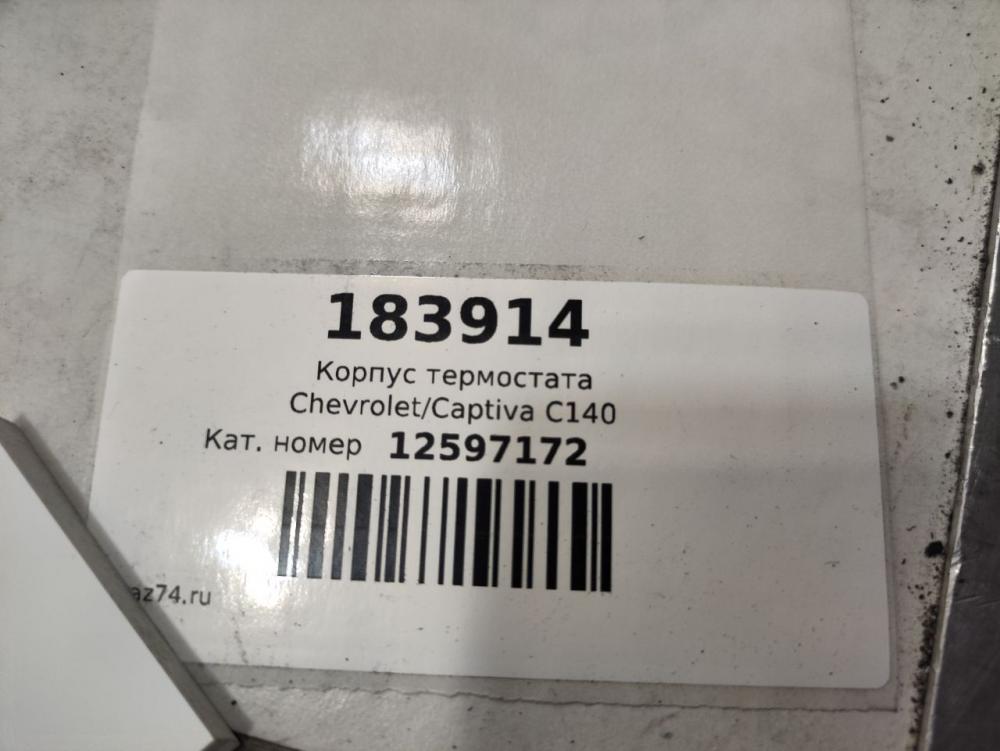 183914
Корпус термостата
Chevrolet/Captiva C140
Кат. номер 12597172
az74.ru